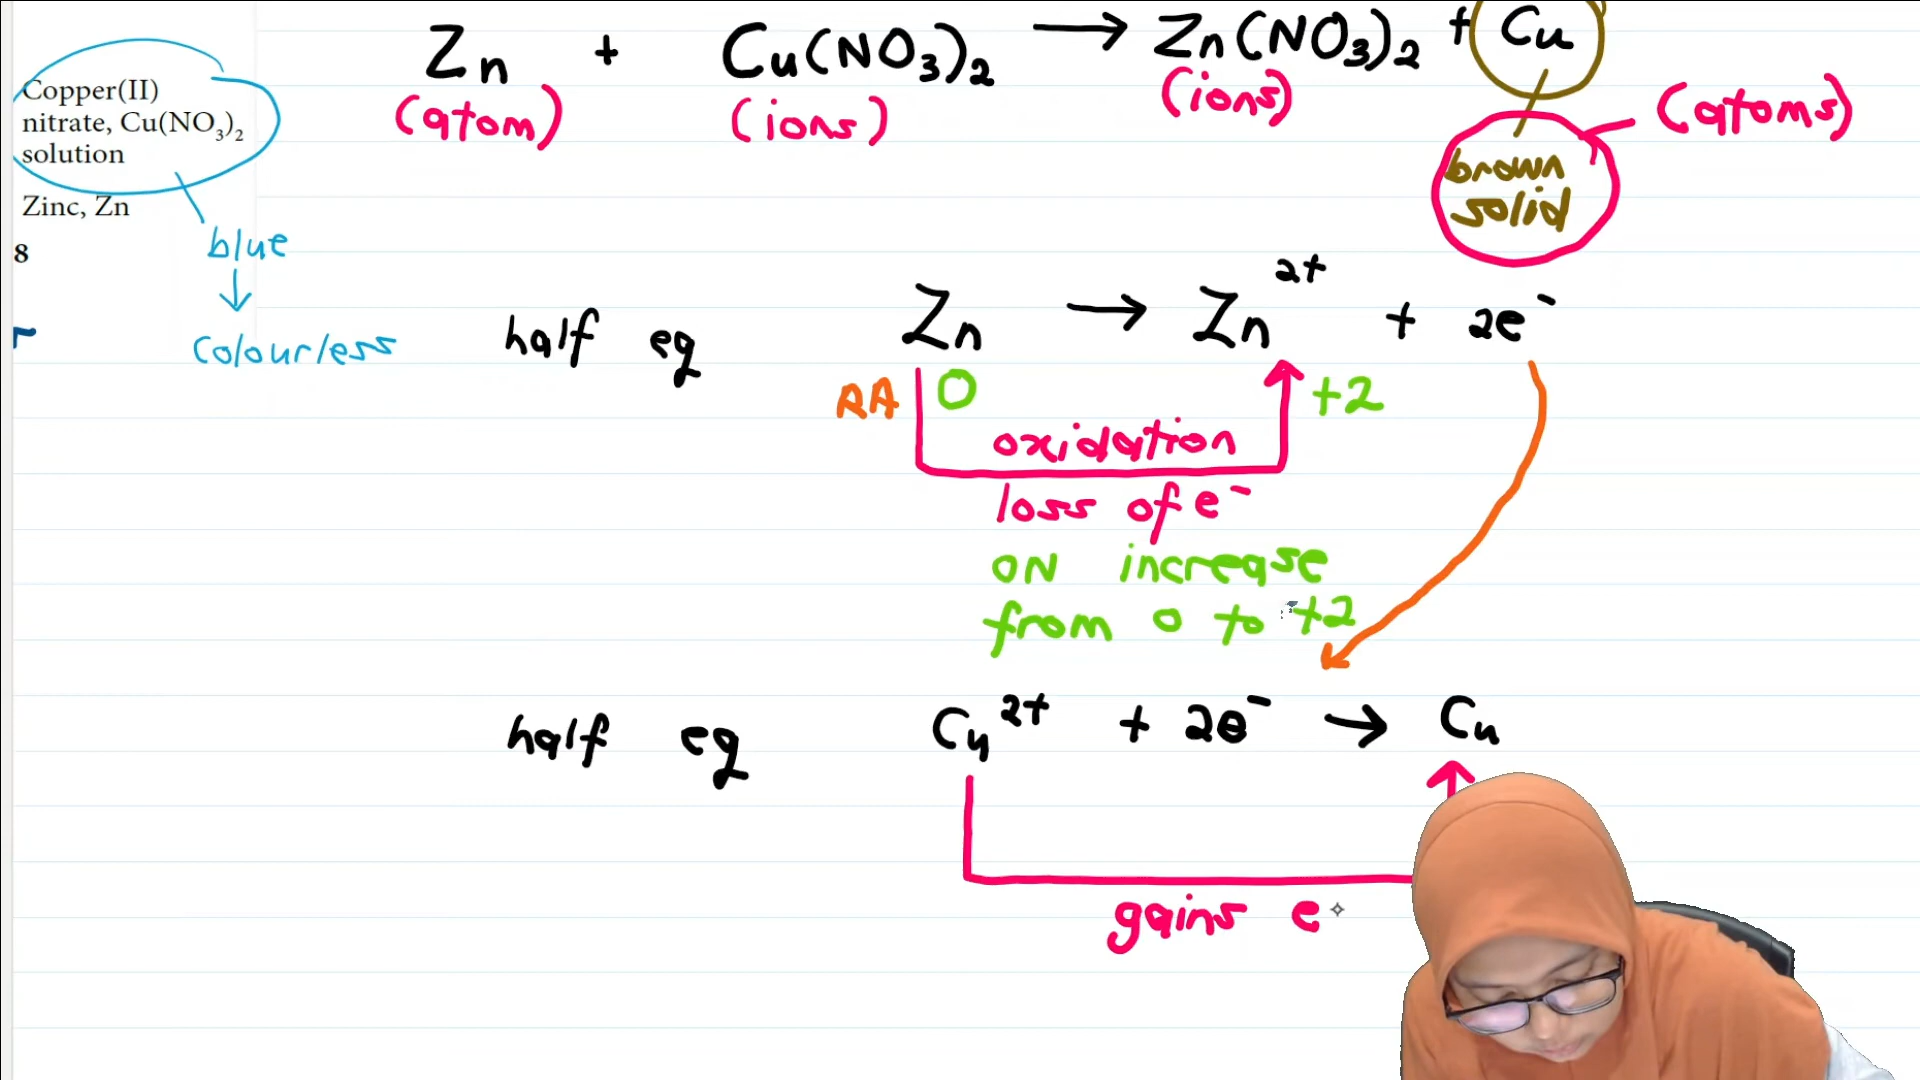 Zn + Cu(NO₃)₂ → Zn(NO₃)₂ + Cu
(atom) (ions) (ions) (atoms)
brown
solid
Copper(II)
nitrate, Cu(NO₃)₂
solution
Zinc, Zn
8
blue
↓
colourless
half eq Zn → Zn²⁺ + 2e⁻
RA 0 +2
oxidation
loss of e⁻
ON increase
from 0 to +2
half eq Cu²⁺ + 2e⁻ → Cu
gains e